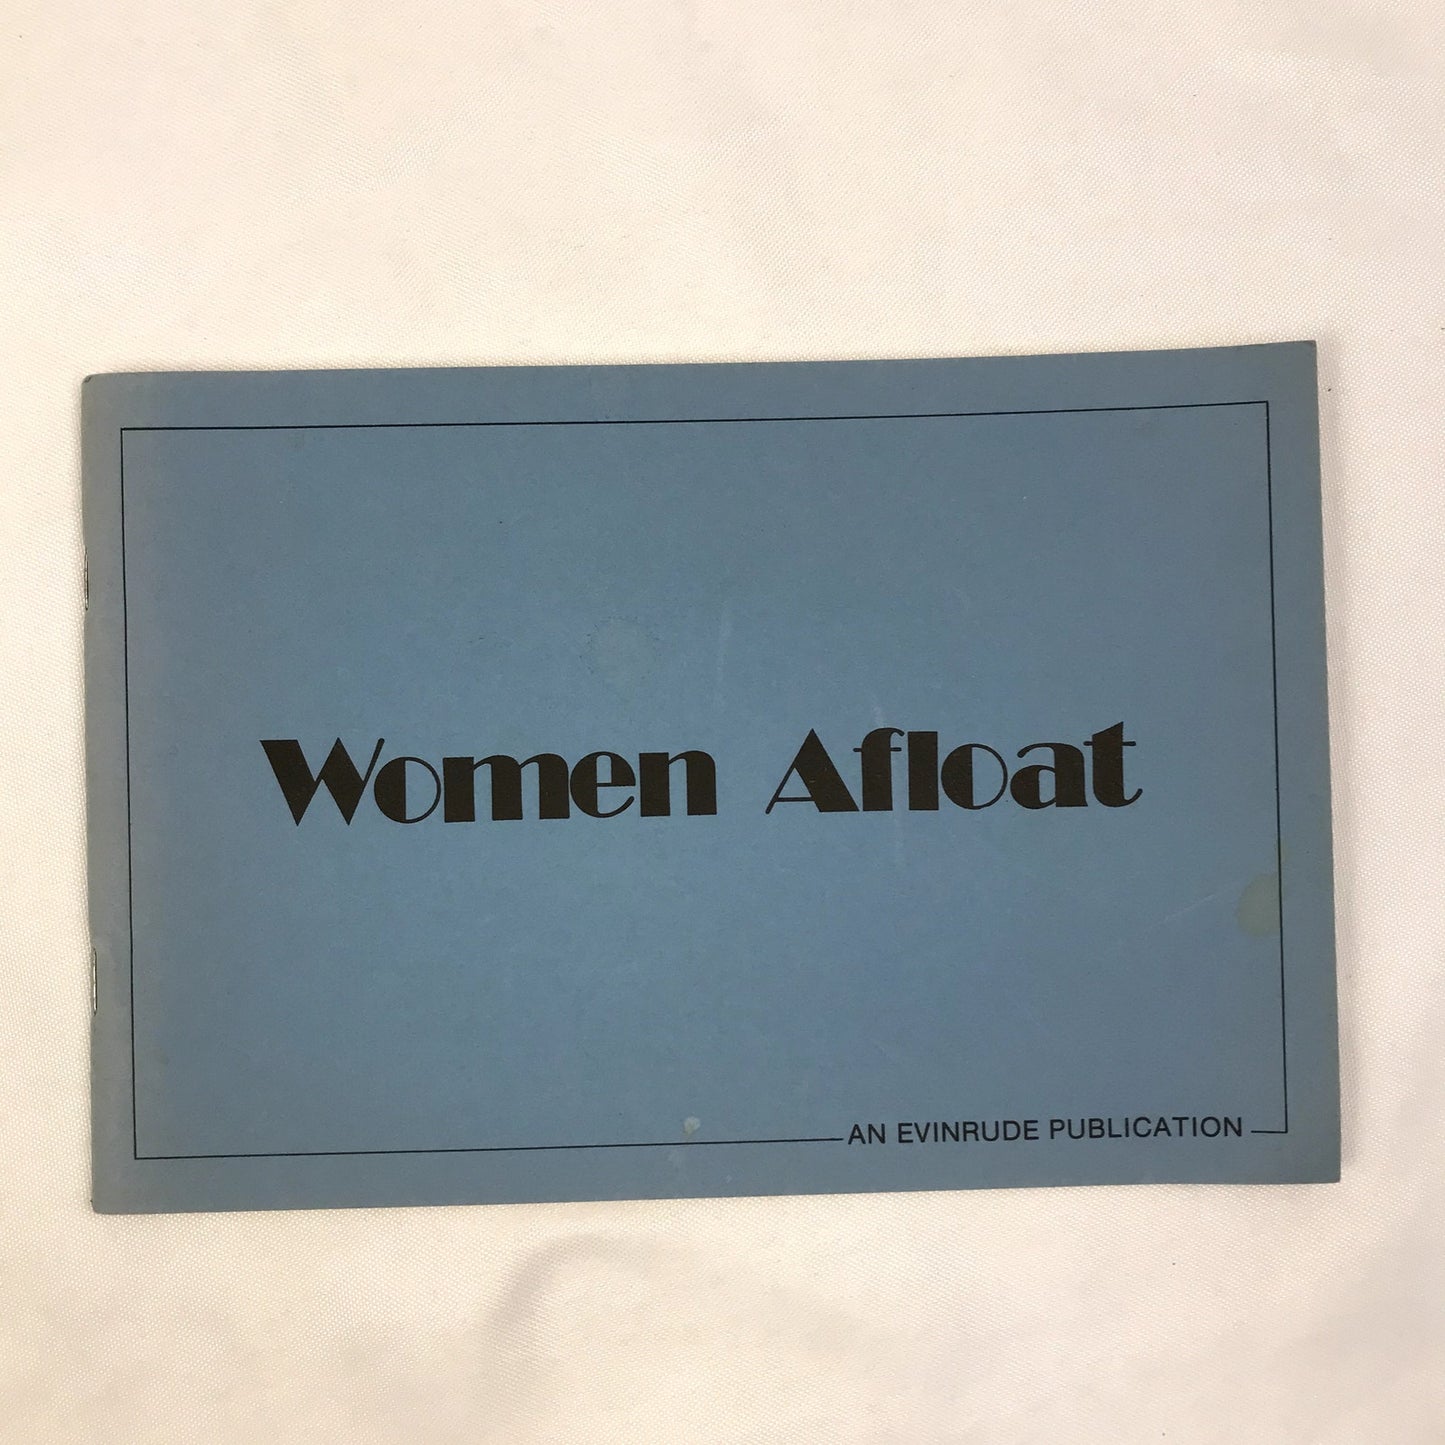 Women Afloat
AN EVINRUDE PUBLICATION